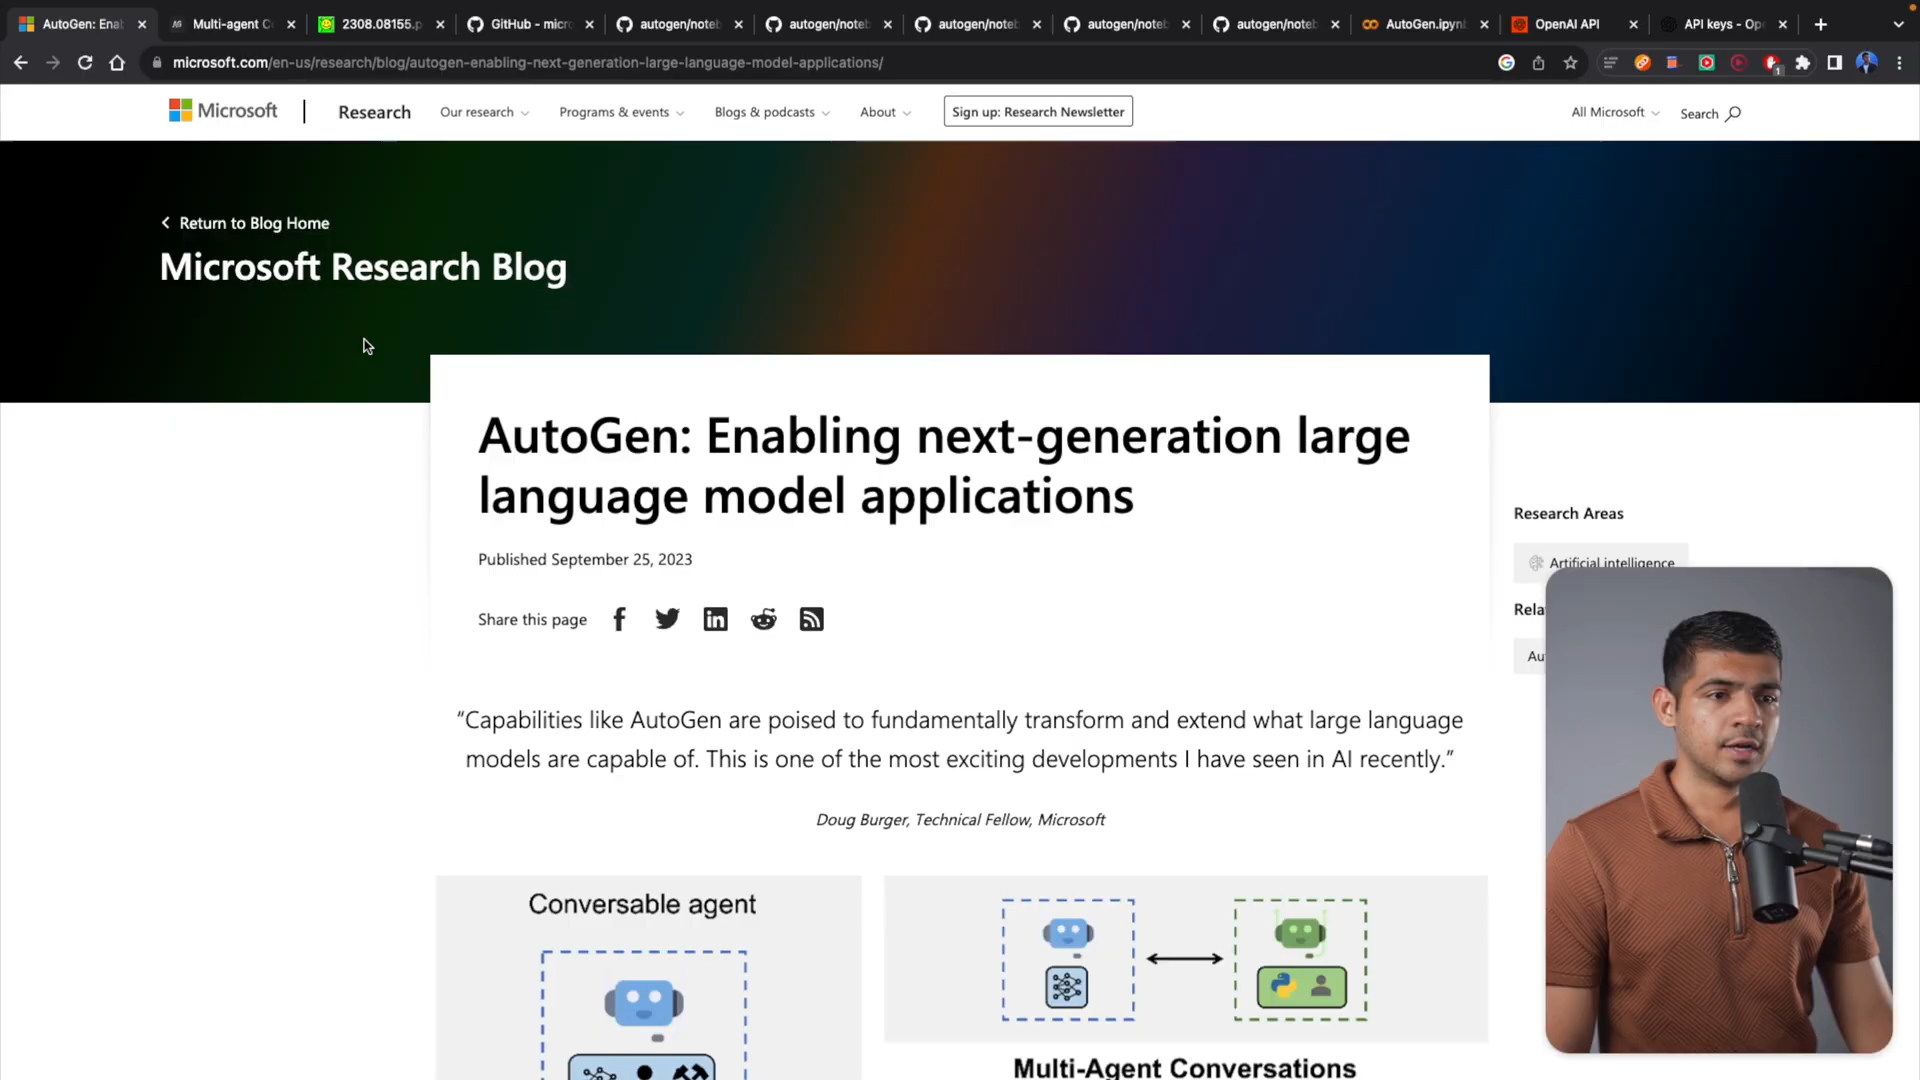 AutoGen: Enab
Multi-agent C
2308.08155.p
GitHub - micr
autogen/noteb
autogen/noteb
autogen/noteb
autogen/noteb
autogen/noteb
AutoGen.ipynb
OpenAI API
API keys - Op
microsoft.com/en-us/research/blog/autogen-enabling-next-generation-large-language-model-applications/
Microsoft
Research
Our research
Programs & events
Blogs & podcasts
About
Sign up: Research Newsletter
All Microsoft
Search
Return to Blog Home
Microsoft Research Blog
AutoGen: Enabling next-generation large
language model applications
Published September 25, 2023
Share this page
Research Areas
Artificial intelligence
Rela
Au
“Capabilities like AutoGen are poised to fundamentally transform and extend what large language
models are capable of. This is one of the most exciting developments I have seen in AI recently.”
Doug Burger, Technical Fellow, Microsoft
Conversable agent
Multi-Agent Conversations